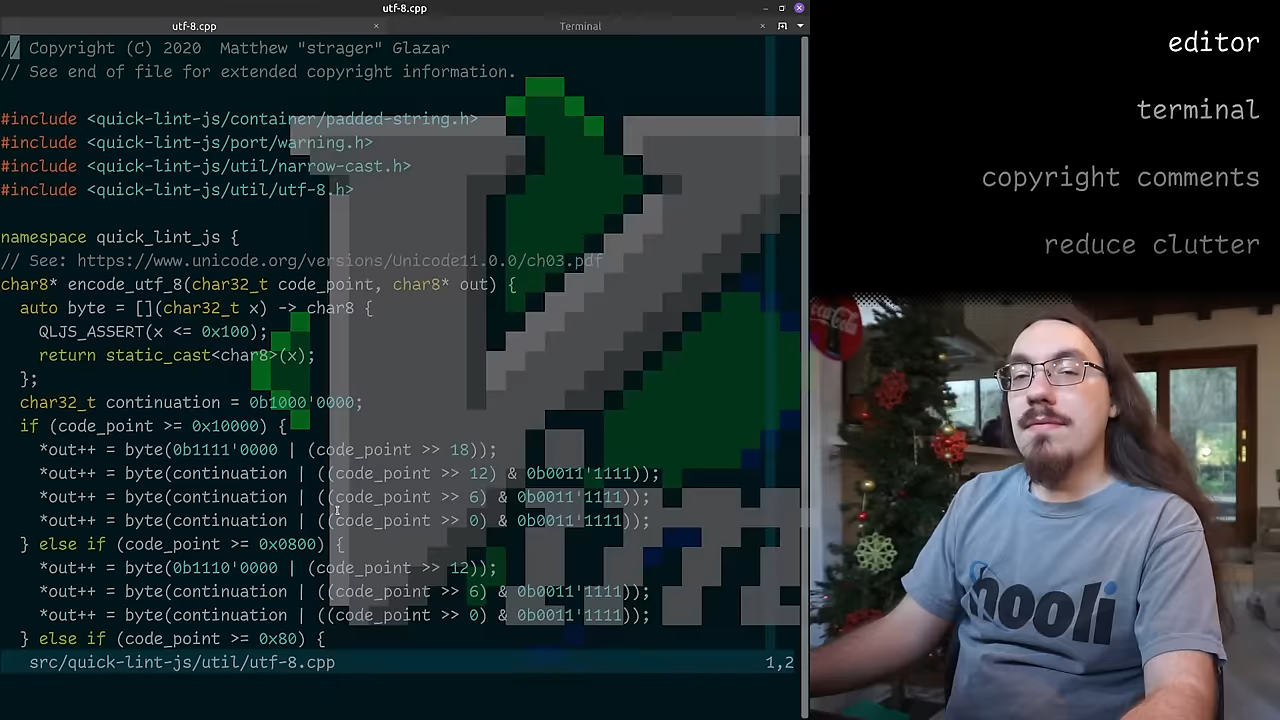 utf-8.cpp
utf-8.cpp
Terminal
// Copyright (C) 2020  Matthew "strager" Glazar
// See end of file for extended copyright information.
#include <quick-lint-js/container/padded-string.h>
#include <quick-lint-js/port/warning.h>
#include <quick-lint-js/util/narrow-cast.h>
#include <quick-lint-js/util/utf-8.h>
namespace quick_lint_js {
// See: https://www.unicode.org/versions/Unicode11.0.0/ch03.pdf
char8* encode_utf_8(char32_t code_point, char8* out) {
  auto byte = [](char32_t x) -> char8 {
    QLJS_ASSERT(x <= 0x100);
    return static_cast<char8>(x);
  };
  char32_t continuation = 0b1000'0000;
  if (code_point >= 0x10000) {
    *out++ = byte(0b1111'0000 | (code_point >> 18));
    *out++ = byte(continuation | ((code_point >> 12) & 0b0011'1111));
    *out++ = byte(continuation | ((code_point >> 6) & 0b0011'1111));
    *out++ = byte(continuation | ((code_point >> 0) & 0b0011'1111));
  } else if (code_point >= 0x0800) {
    *out++ = byte(0b1110'0000 | (code_point >> 12));
    *out++ = byte(continuation | ((code_point >> 6) & 0b0011'1111));
    *out++ = byte(continuation | ((code_point >> 0) & 0b0011'1111));
  } else if (code_point >= 0x80) {
src/quick-lint-js/util/utf-8.cpp
1,2
editor
terminal
copyright comments
reduce clutter
Coca-Cola
hooli